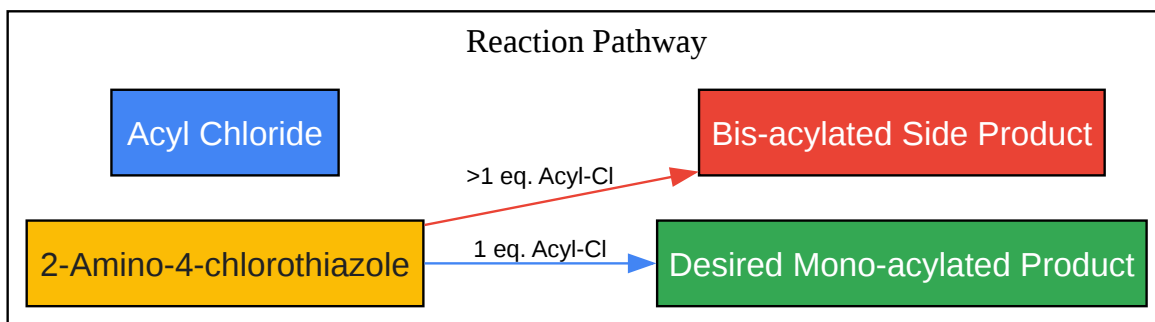 Reaction Pathway
Acyl Chloride
Bis-acylated Side Product
>1 eq. Acyl-Cl
2-Amino-4-chlorothiazole
1 eq. Acyl-Cl
Desired Mono-acylated Product